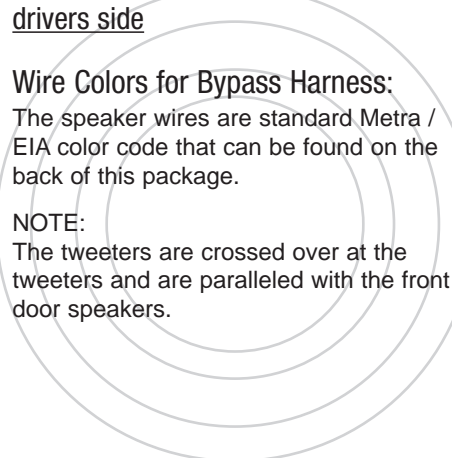 drivers side
Wire Colors for Bypass Harness:
The speaker wires are standard Metra /
EIA color code that can be found on the
back of this package.
NOTE:
The tweeters are crossed over at the
tweeters and are paralleled with the front
door speakers.